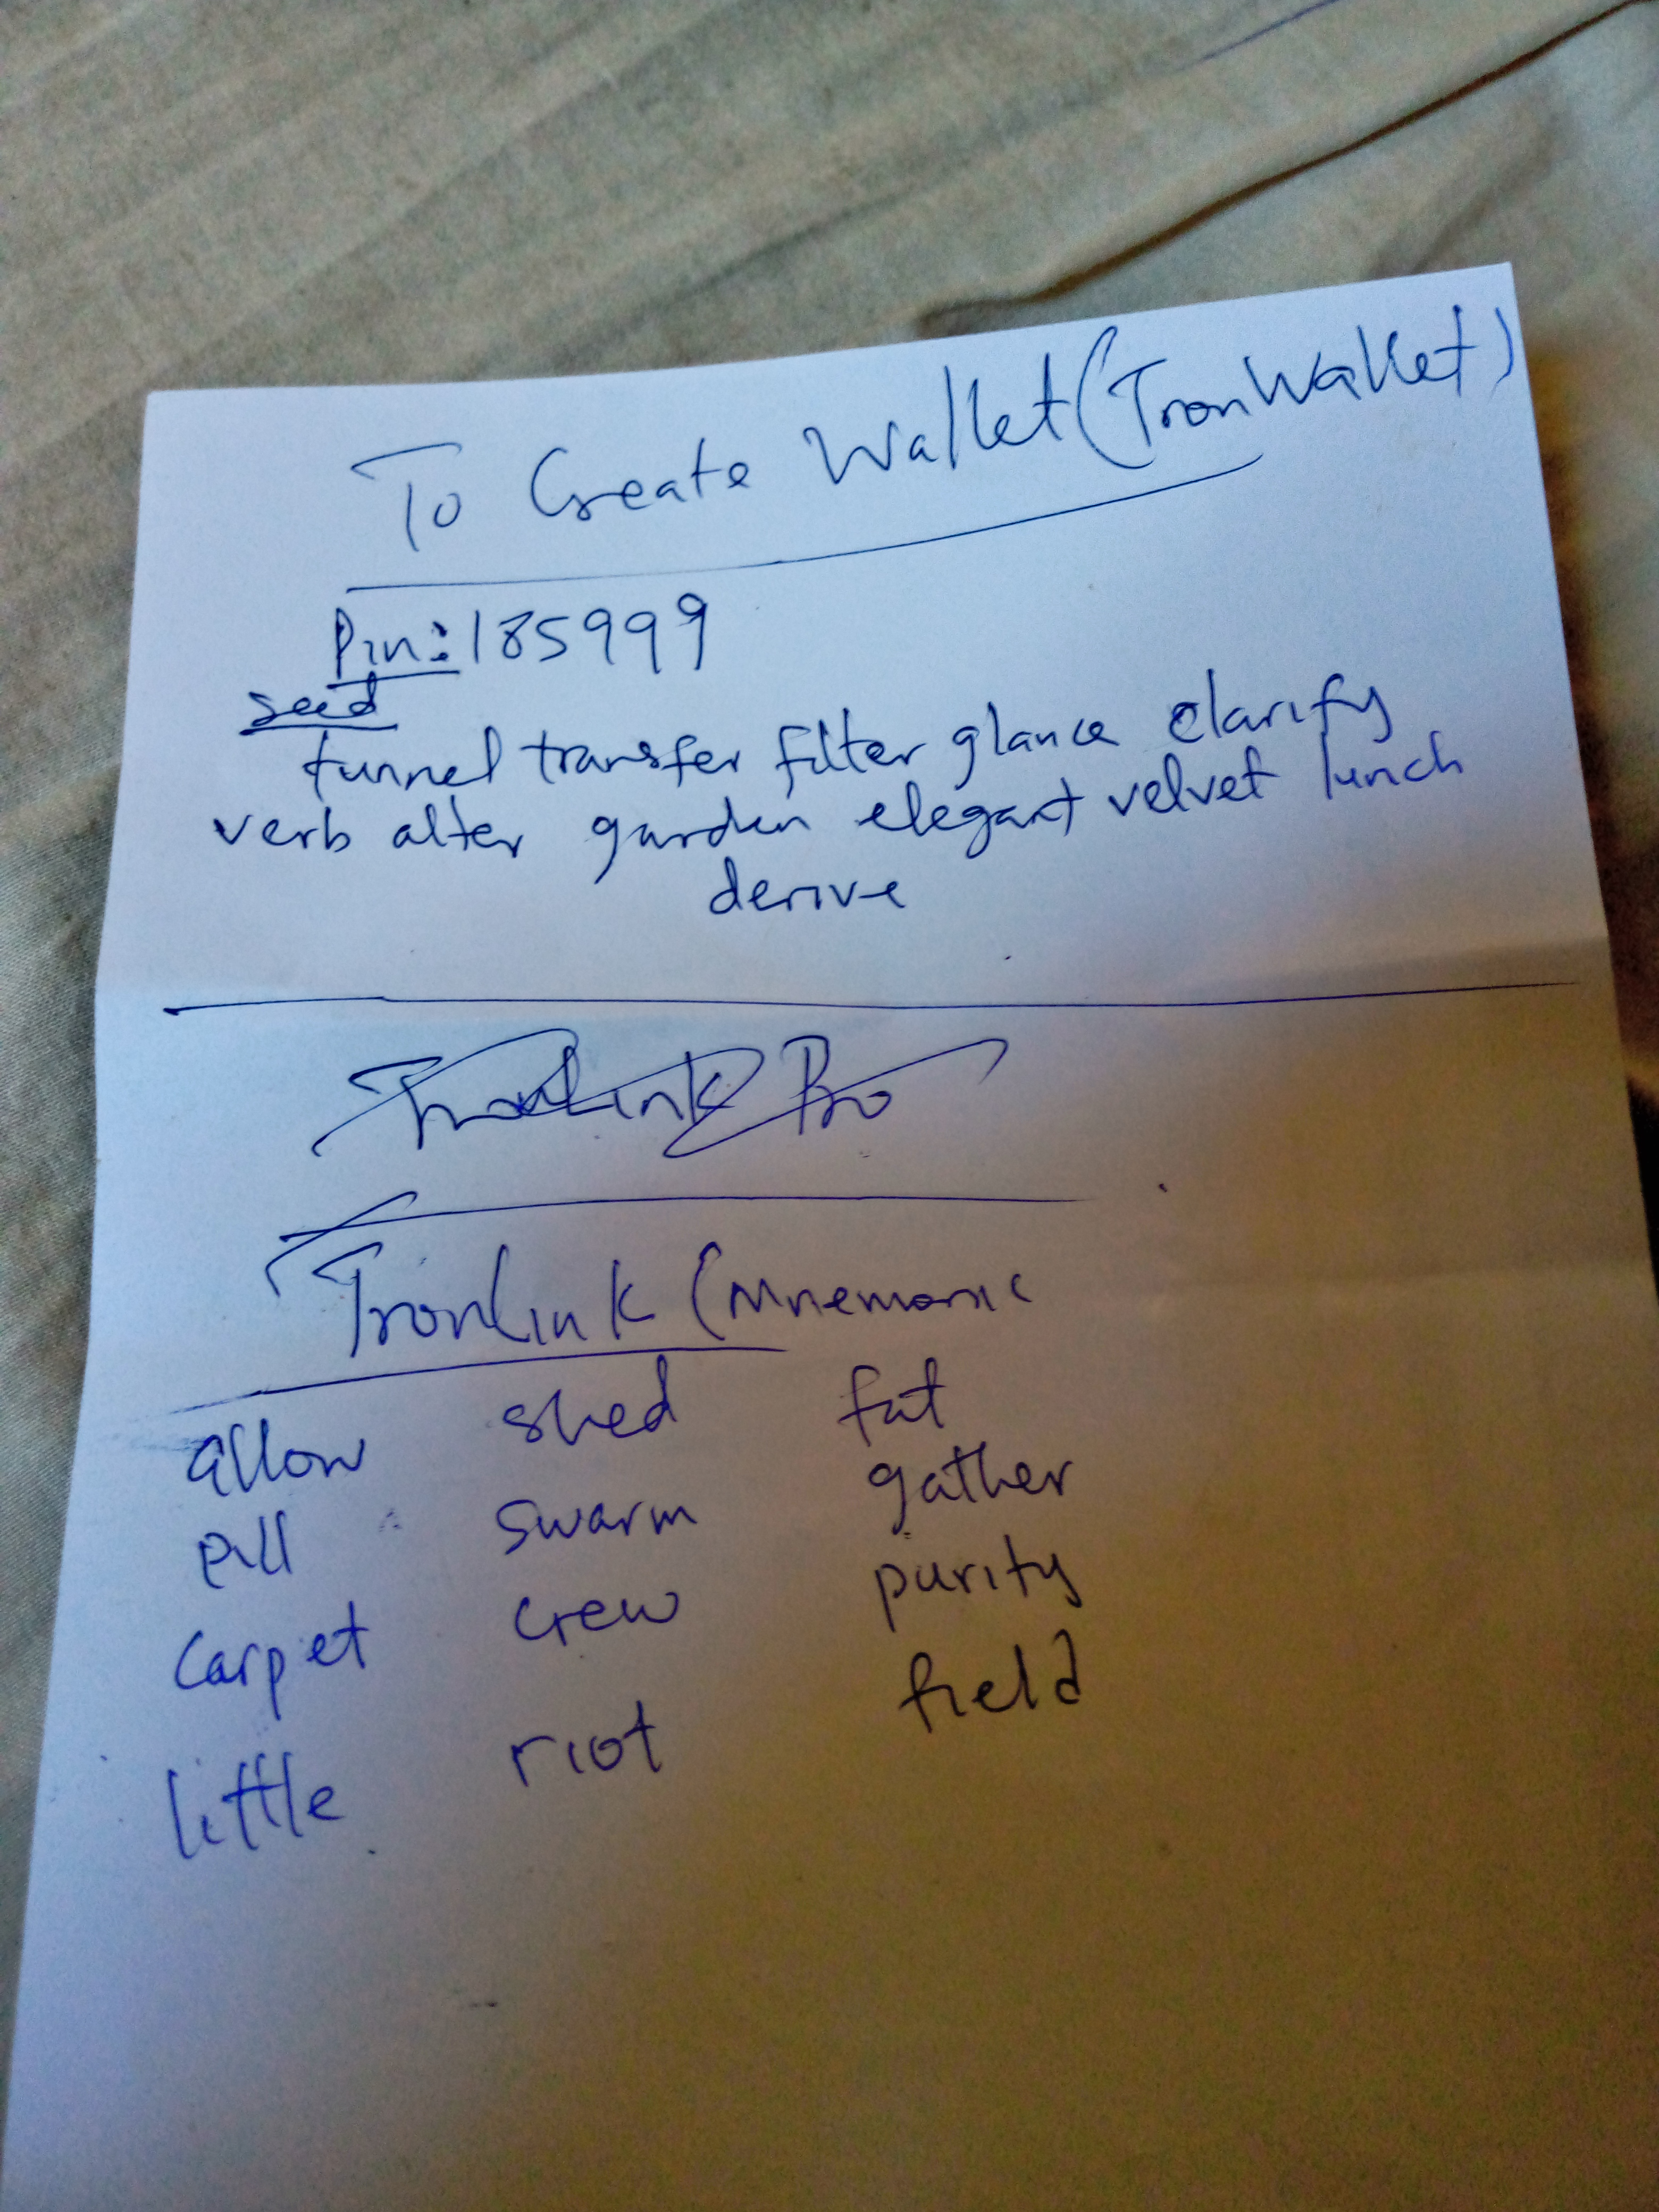 To Create Wallet (TronWallet)
Pin: 185999
seed
tunnel transfer filter glance clarify
verb alter garden elegant velvet lunch
derive
TronLink Pro
TronLink (Mnemonic
allow shed fat
pill swarm gather
carpet crew purity
little riot field